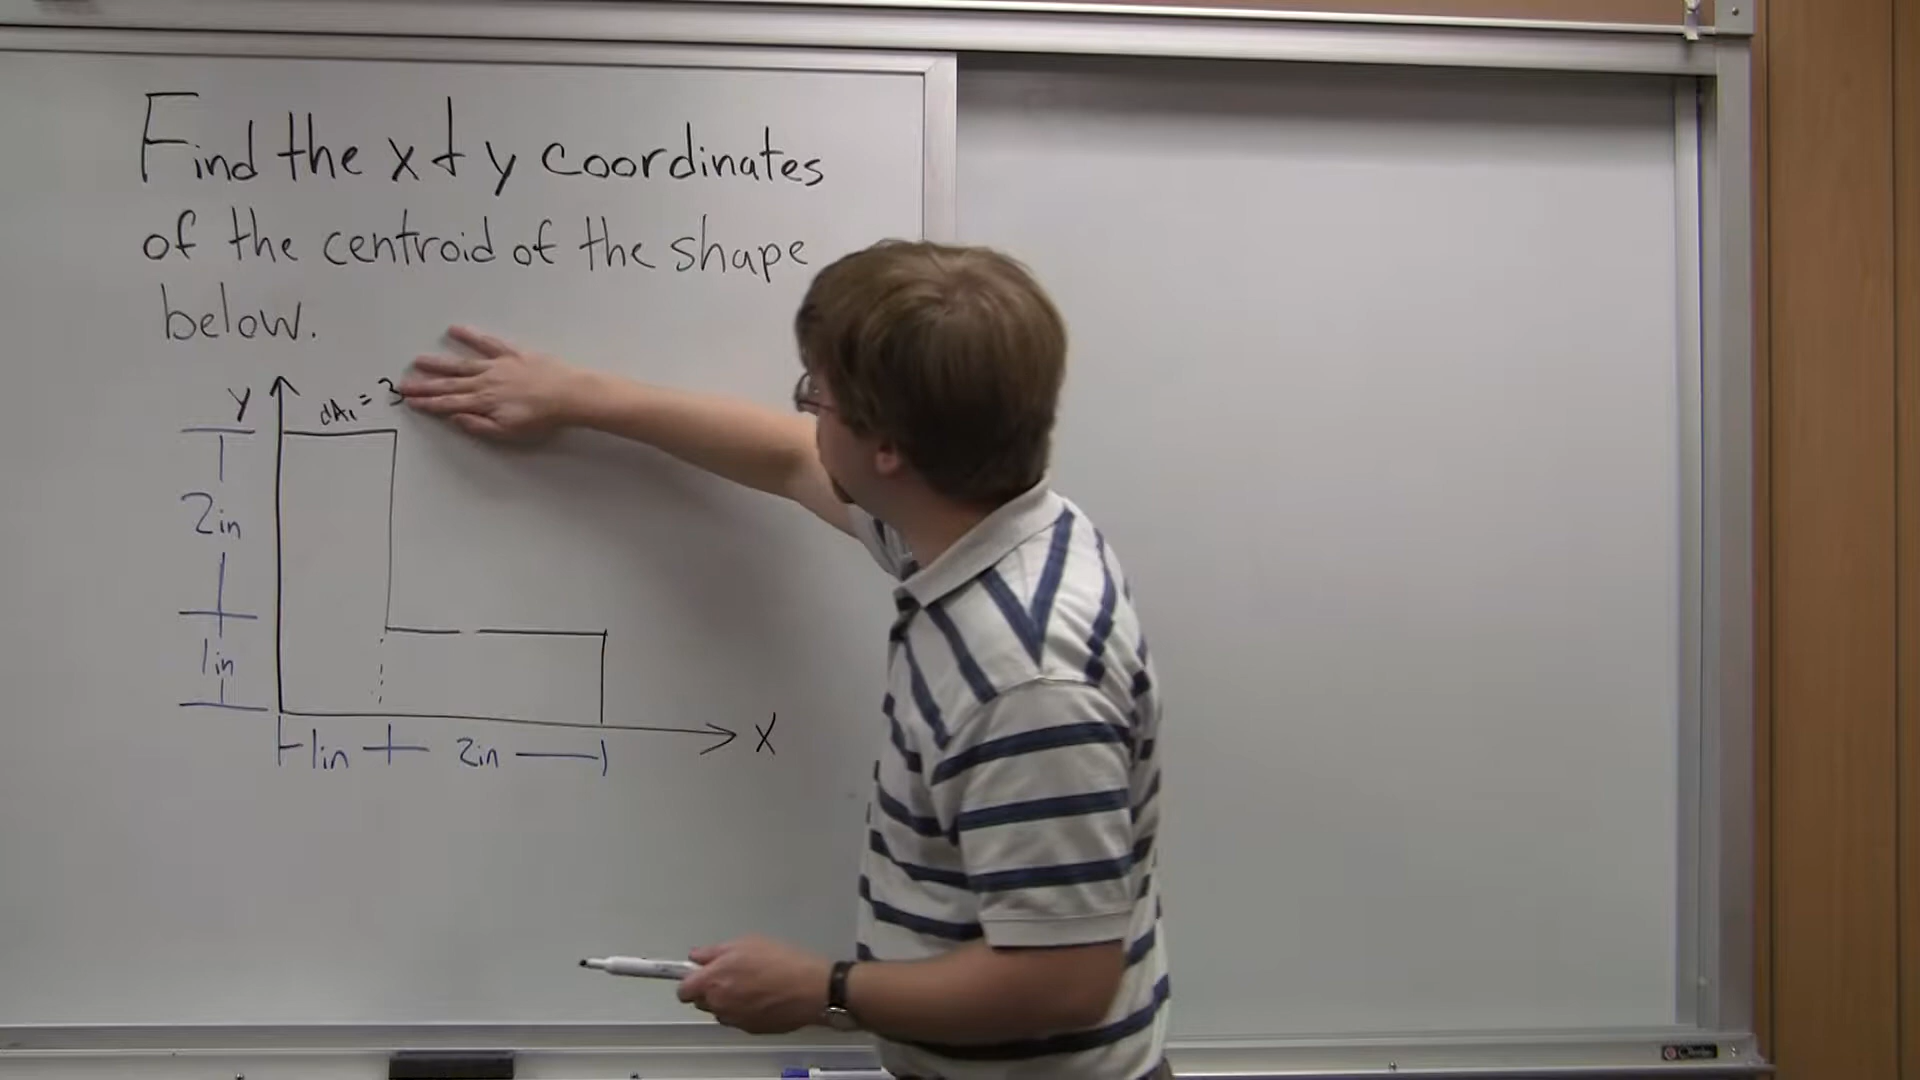 Find the x + y coordinates
of the centroid of the shape
below.
y
dA₁ = 3
2in
1in
1in
2in
X